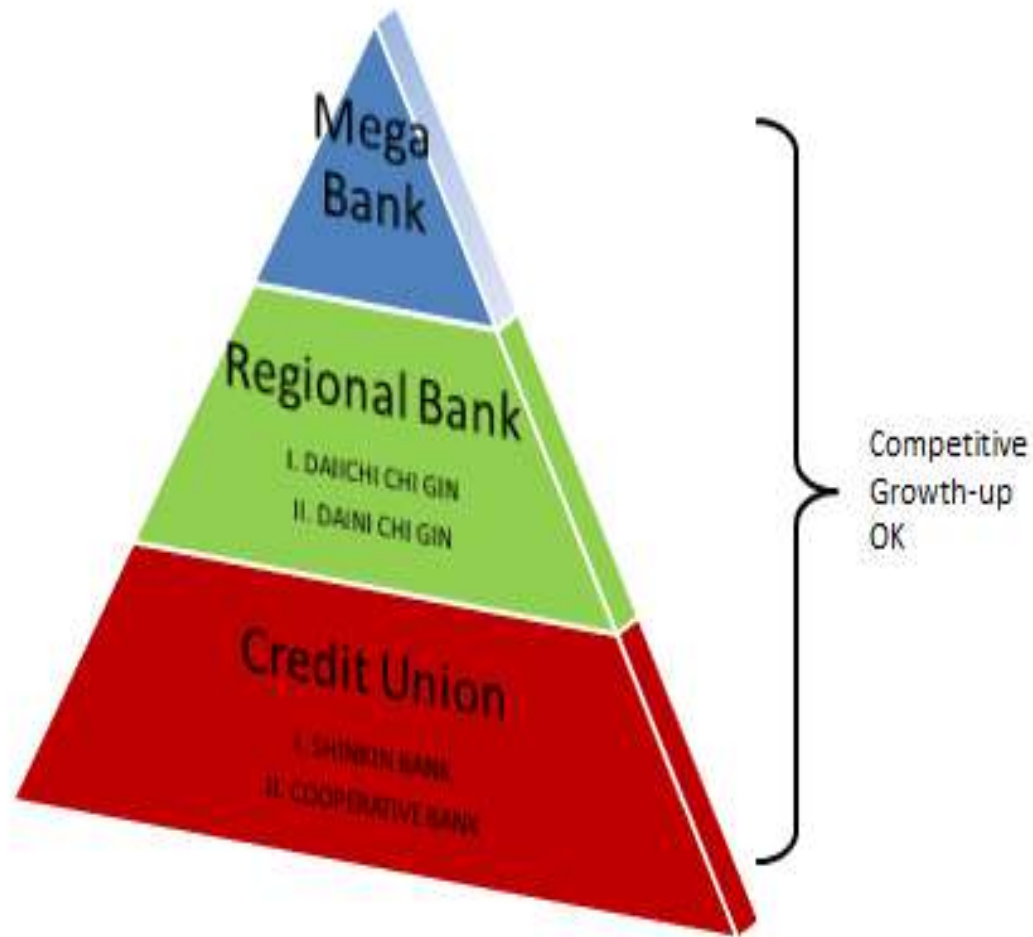 Mega
Bank
Regional Bank
I. DAIICHI CHI GIN
II. DAINI CHI GIN
Credit Union
I. SHINKIN BANK
II. COOPERATIVE BANK
Competitive
Growth-up
OK